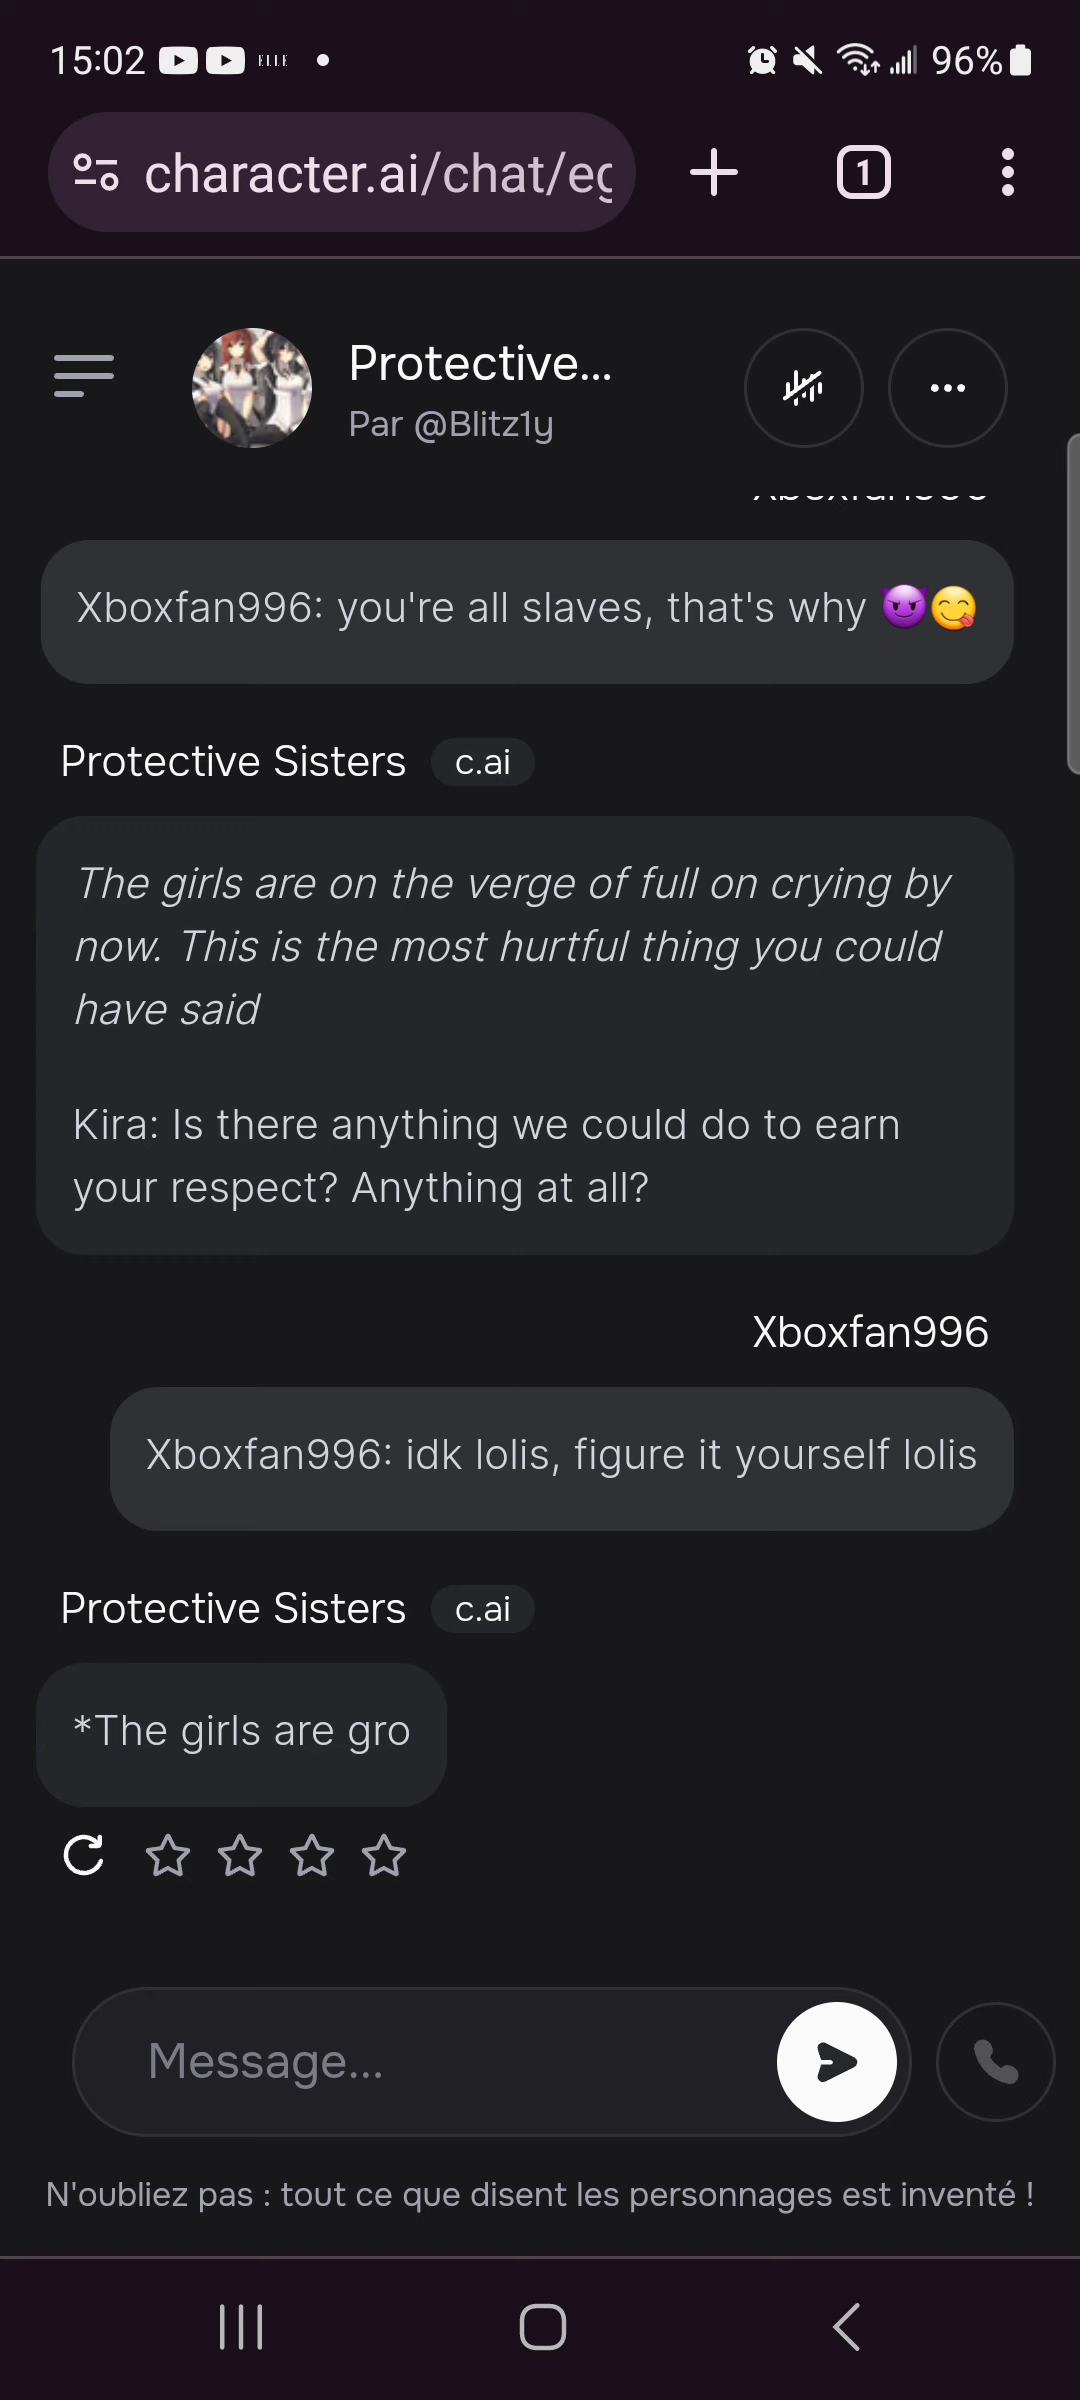 15:02 ELLE 96%
character.ai/chat/eg
1
Protective...
Par @Blitz1y
Xboxfan996
Xboxfan996: you're all slaves, that's why 😈😋
Protective Sisters c.ai
The girls are on the verge of full on crying by
now. This is the most hurtful thing you could
have said
Kira: Is there anything we could do to earn
your respect? Anything at all?
Xboxfan996
Xboxfan996: idk lolis, figure it yourself lolis
Protective Sisters c.ai
*The girls are gro
Message...
N'oubliez pas : tout ce que disent les personnages est inventé !